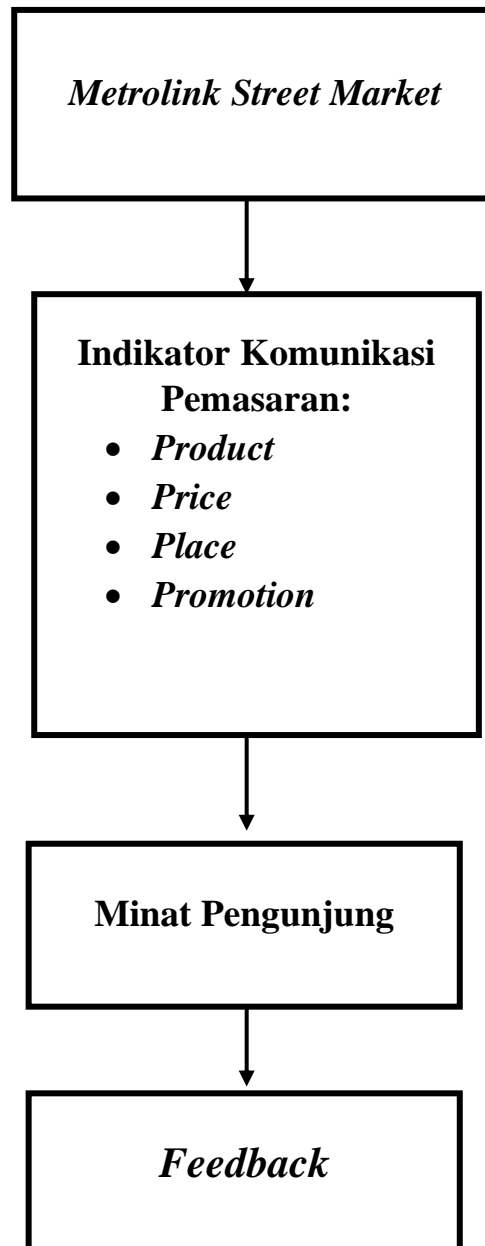 Metrolink Street Market
Indikator Komunikasi
Pemasaran:
• Product
• Price
• Place
• Promotion
Minat Pengunjung
Feedback